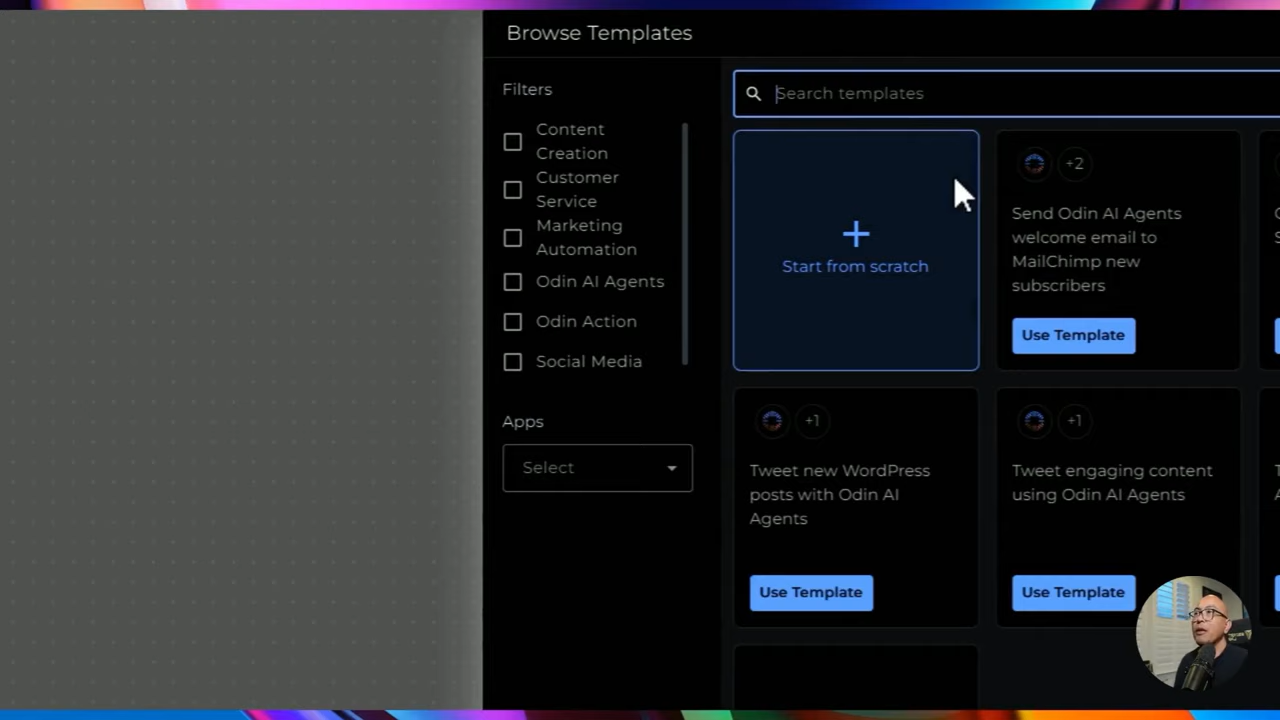 Browse Templates
Filters
Content
Creation
Customer
Service
Marketing
Automation
Odin AI Agents
Odin Action
Social Media
Apps
Select
Search templates
Start from scratch
+2
Send Odin AI Agents
welcome email to
MailChimp new
subscribers
Use Template
+1
Tweet new WordPress
posts with Odin AI
Agents
Use Template
+1
Tweet engaging content
using Odin AI Agents
Use Template